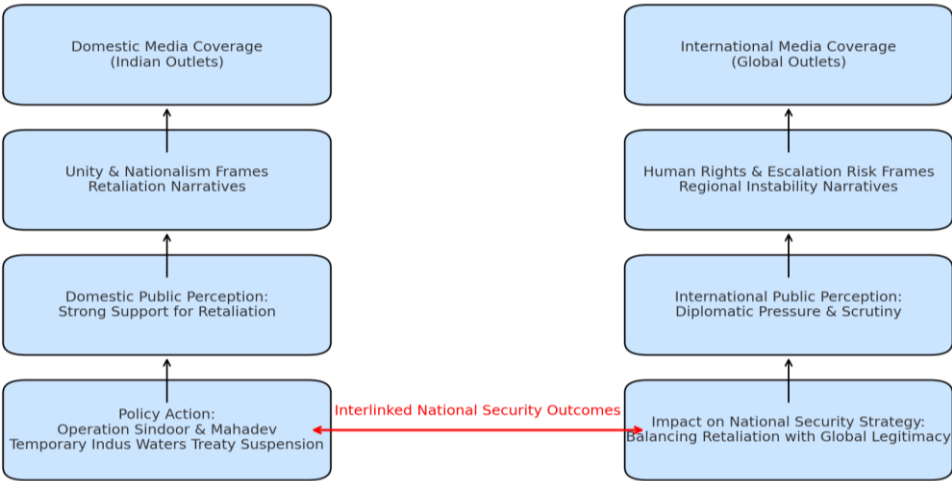 Domestic Media Coverage
(Indian Outlets)
International Media Coverage
(Global Outlets)
Unity & Nationalism Frames
Retaliation Narratives
Human Rights & Escalation Risk Frames
Regional Instability Narratives
Domestic Public Perception:
Strong Support for Retaliation
International Public Perception:
Diplomatic Pressure & Scrutiny
Policy Action:
Operation Sindoor & Mahadev
Temporary Indus Waters Treaty Suspension
Interlinked National Security Outcomes
Impact on National Security Strategy:
Balancing Retaliation with Global Legitimacy